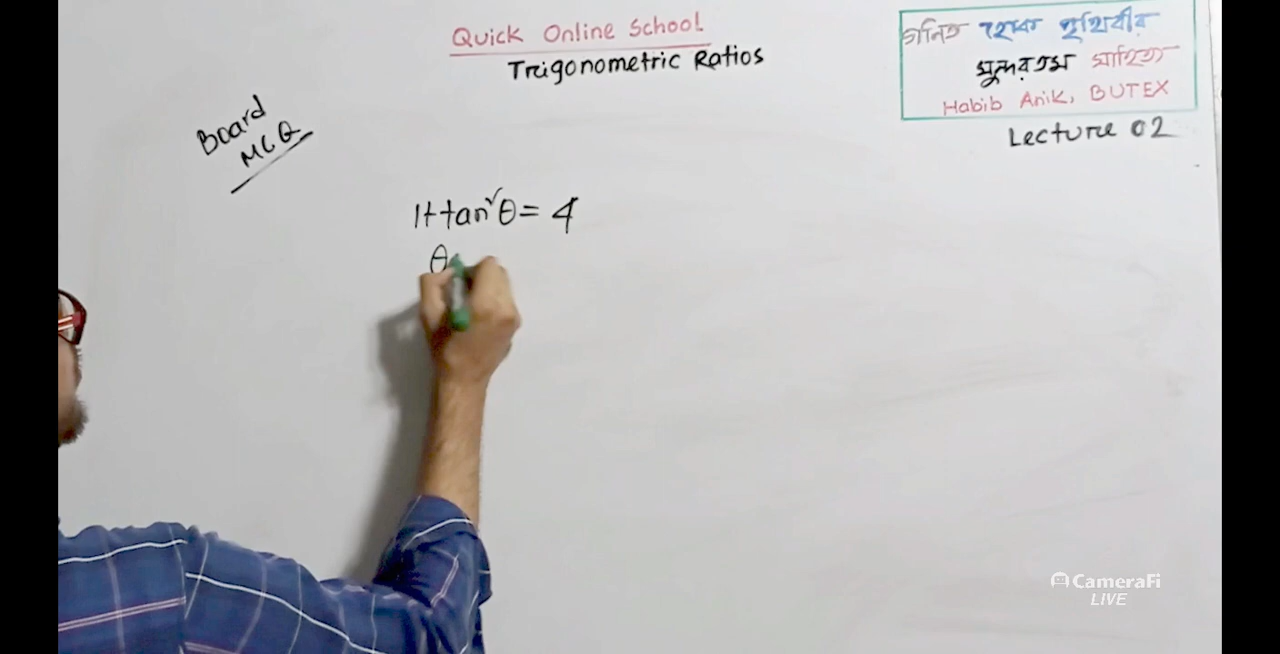 Quick Online School
Trigonometric Ratios
গনিত হোক পৃথিবীর
সুন্দরতম সাহিত্য
Habib Anik, BUTEX
Lecture 02
Board
MCQ
1+tan²θ = 4
θ
CameraFi
LIVE